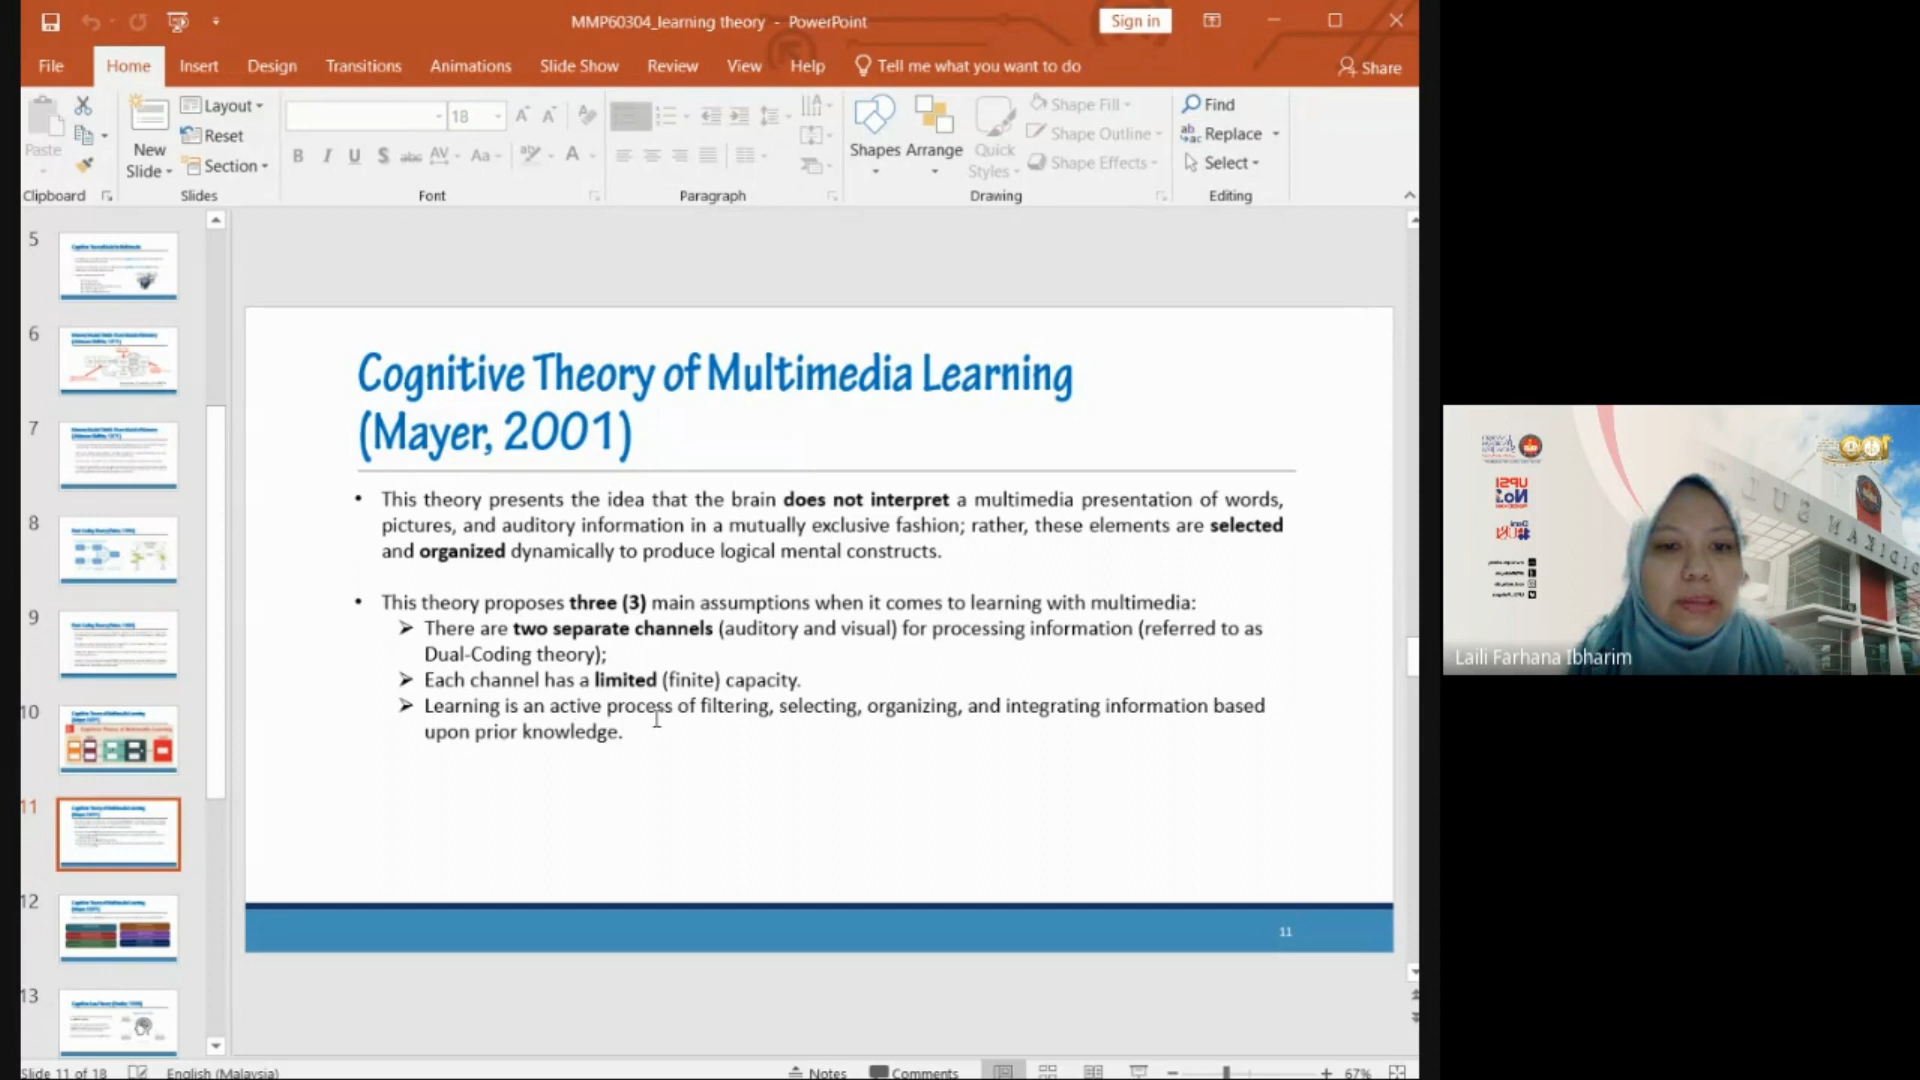 MMP60304_learning theory - PowerPoint
Sign in
File Home Insert Design Transitions Animations Slide Show Review View Help Tell me what you want to do Share
Paste
New Slide
Layout
Reset
Section
18
Shapes
Arrange
Quick Styles
Shape Fill
Shape Outline
Shape Effects
Find
Replace
Select
Clipboard Slides Font Paragraph Drawing Editing
5
6
7
8
9
10
11
12
13
Cognitive Theory of Multimedia Learning
(Mayer, 2001)
• This theory presents the idea that the brain does not interpret a multimedia presentation of words,
pictures, and auditory information in a mutually exclusive fashion; rather, these elements are selected
and organized dynamically to produce logical mental constructs.
• This theory proposes three (3) main assumptions when it comes to learning with multimedia:
➢ There are two separate channels (auditory and visual) for processing information (referred to as
Dual-Coding theory);
➢ Each channel has a limited (finite) capacity.
➢ Learning is an active process of filtering, selecting, organizing, and integrating information based
upon prior knowledge.
11
Slide 11 of 18 English (Malaysia) Notes Comments 67%
UPSI
No.1
Laili Farhana Ibharim